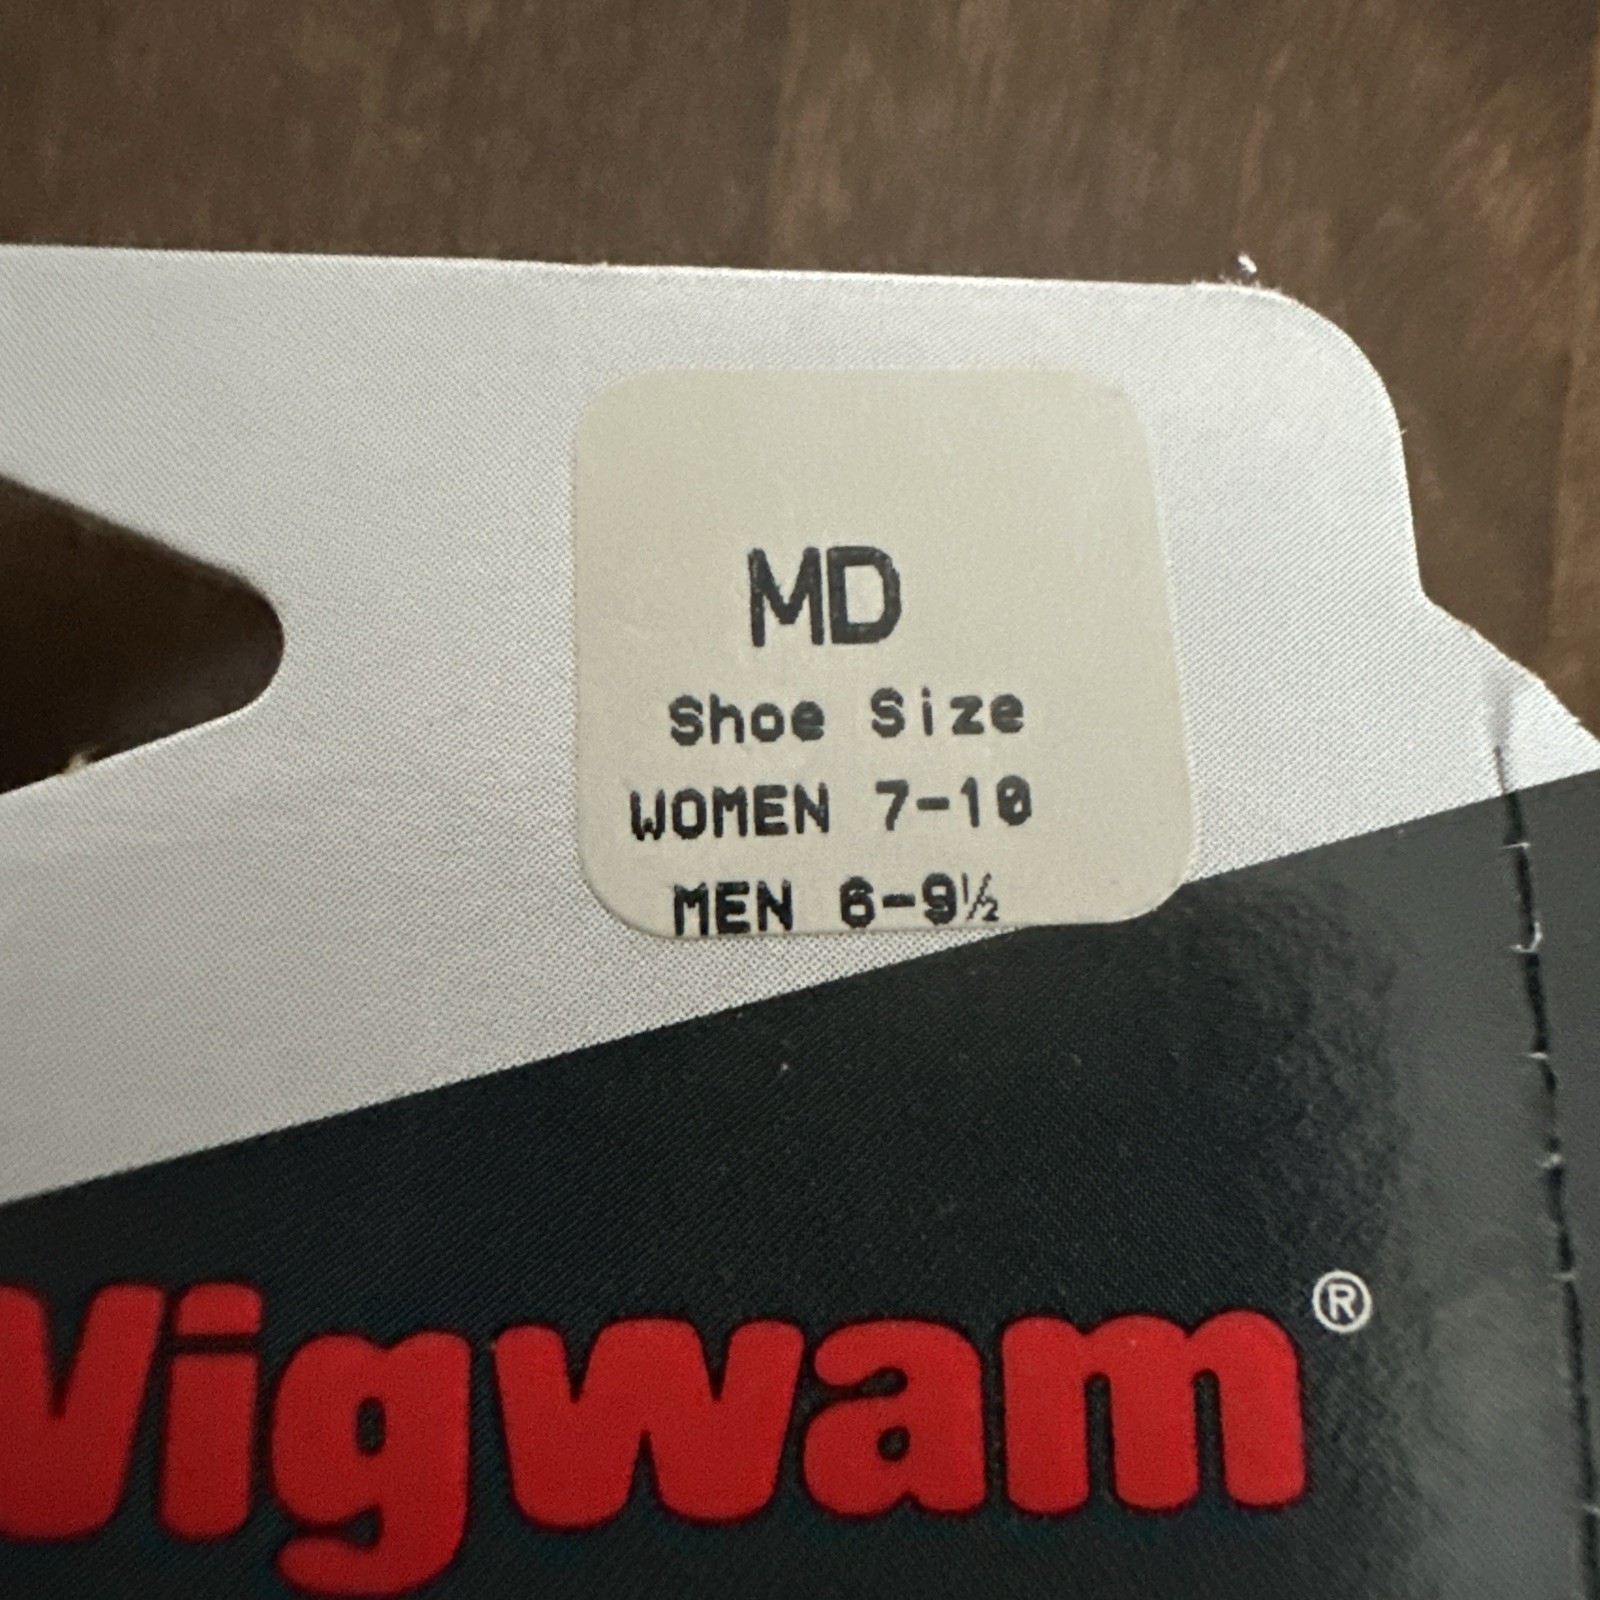 MD
Shoe Size
WOMEN 7-10
MEN 6-9½
Wigwam®